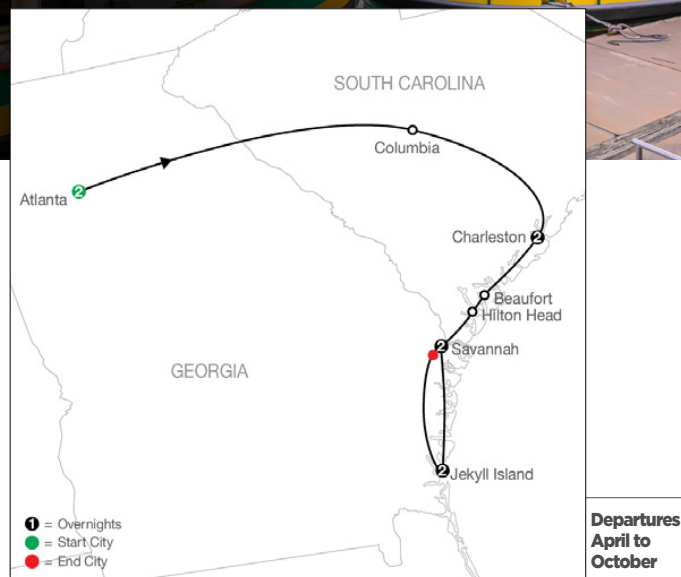 SOUTH CAROLINA
Columbia
2
Atlanta
Charleston 2
Beaufort
Hilton Head
2 Savannah
GEORGIA
2 Jekyll Island
1 = Overnights
= Start City
= End City
Departures
April to
October